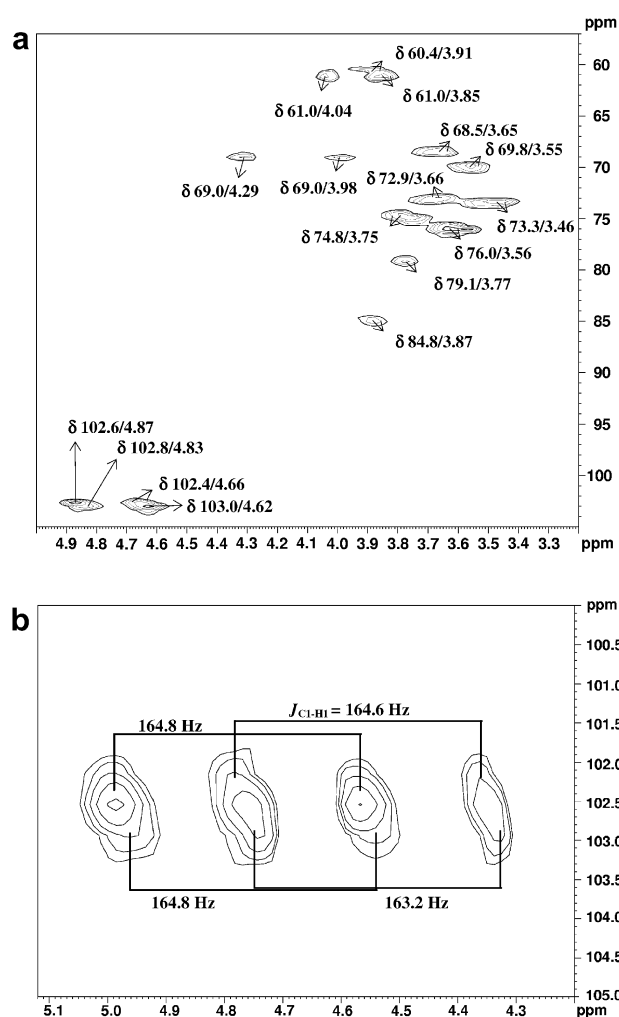 a
ppm
δ 60.4/3.91
60
δ 61.0/3.85
δ 61.0/4.04
65
δ 68.5/3.65
δ 69.8/3.55
70
δ 72.9/3.66
δ 69.0/4.29
δ 69.0/3.98
75
δ 73.3/3.46
δ 74.8/3.75
δ 76.0/3.56
80
δ 79.1/3.77
85
δ 84.8/3.87
90
95
δ 102.6/4.87
δ 102.8/4.83
100
δ 102.4/4.66
δ 103.0/4.62
4.9 4.8 4.7 4.6 4.5 4.4 4.3 4.2 4.1 4.0 3.9 3.8 3.7 3.6 3.5 3.4 3.3 ppm
b
ppm
100.5
101.0
JC1-H1 = 164.6 Hz
164.8 Hz
101.5
102.0
102.5
103.0
103.5
164.8 Hz 163.2 Hz
104.0
104.5
105.0
5.1 5.0 4.9 4.8 4.7 4.6 4.5 4.4 4.3 ppm